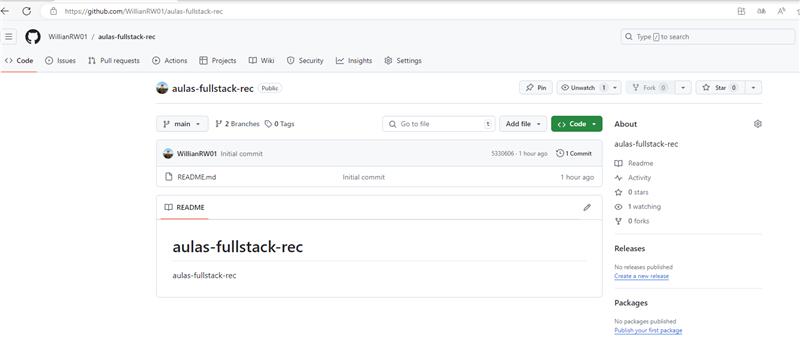 https://github.com/WillianRW01/aulas-fullstack-rec
WillianRW01 / aulas-fullstack-rec
Type / to search
Code Issues Pull requests Actions Projects Wiki Security Insights Settings
aulas-fullstack-rec Public
Pin Unwatch 1 Fork 0 Star 0
main 2 Branches 0 Tags Go to file t Add file Code
WillianRW01 Initial commit 5330606 · 1 hour ago 1 Commit
README.md Initial commit 1 hour ago
README
aulas-fullstack-rec
aulas-fullstack-rec
About
aulas-fullstack-rec
Readme
Activity
0 stars
1 watching
0 forks
Releases
No releases published
Create a new release
Packages
No packages published
Publish your first package